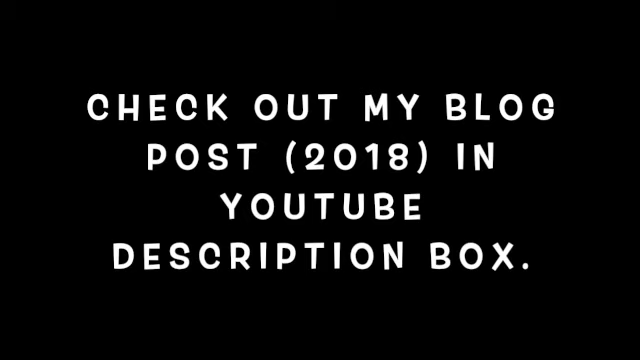 CHECK OUT MY BLOG
POST (2018) IN
YOUTUBE
DESCRIPTION BOX.